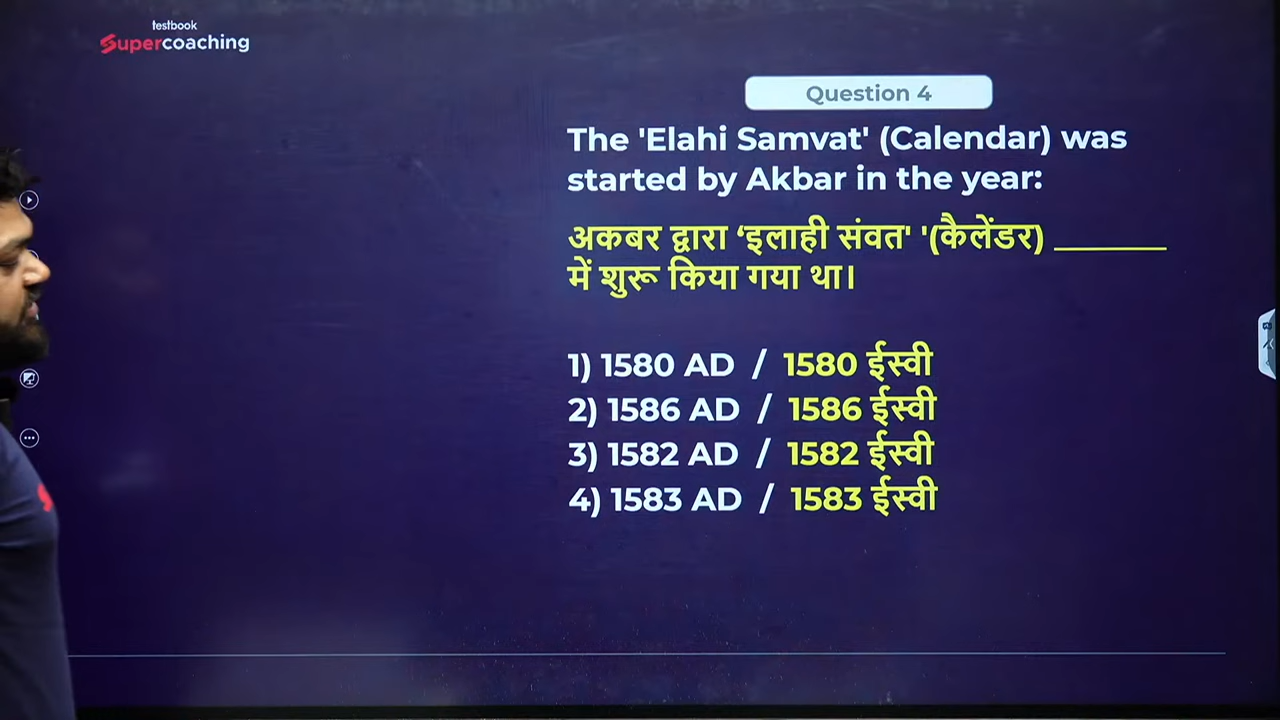 testbook
Supercoaching
Question 4
The 'Elahi Samvat' (Calendar) was
started by Akbar in the year:
अकबर द्वारा ‘इलाही संवत' '(कैलेंडर) _______
में शुरू किया गया था।
1) 1580 AD / 1580 ईस्वी
2) 1586 AD / 1586 ईस्वी
3) 1582 AD / 1582 ईस्वी
4) 1583 AD / 1583 ईस्वी